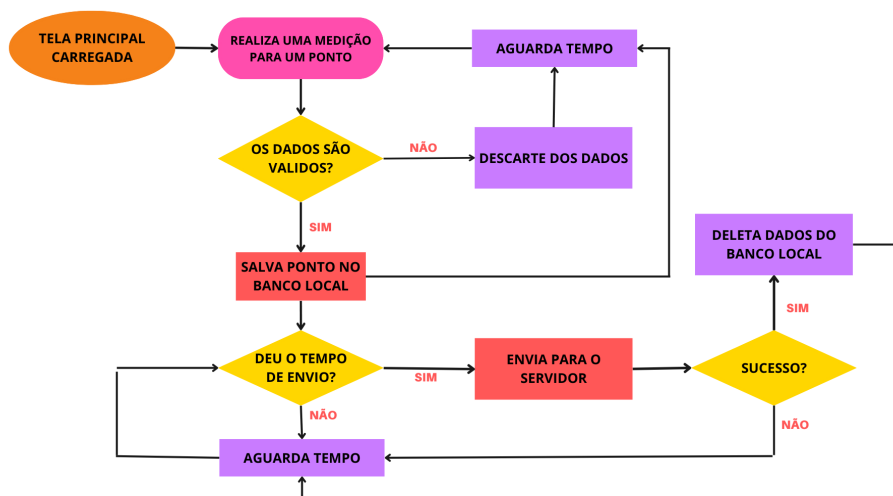 TELA PRINCIPAL
CARREGADA
REALIZA UMA MEDIÇÃO
PARA UM PONTO
AGUARDA TEMPO
OS DADOS SÃO
VALIDOS?
NÃO
DESCARTE DOS DADOS
SIM
SALVA PONTO NO
BANCO LOCAL
DELETA DADOS DO
BANCO LOCAL
SIM
DEU O TEMPO
DE ENVIO?
SIM
ENVIA PARA O
SERVIDOR
SUCESSO?
NÃO
NÃO
AGUARDA TEMPO